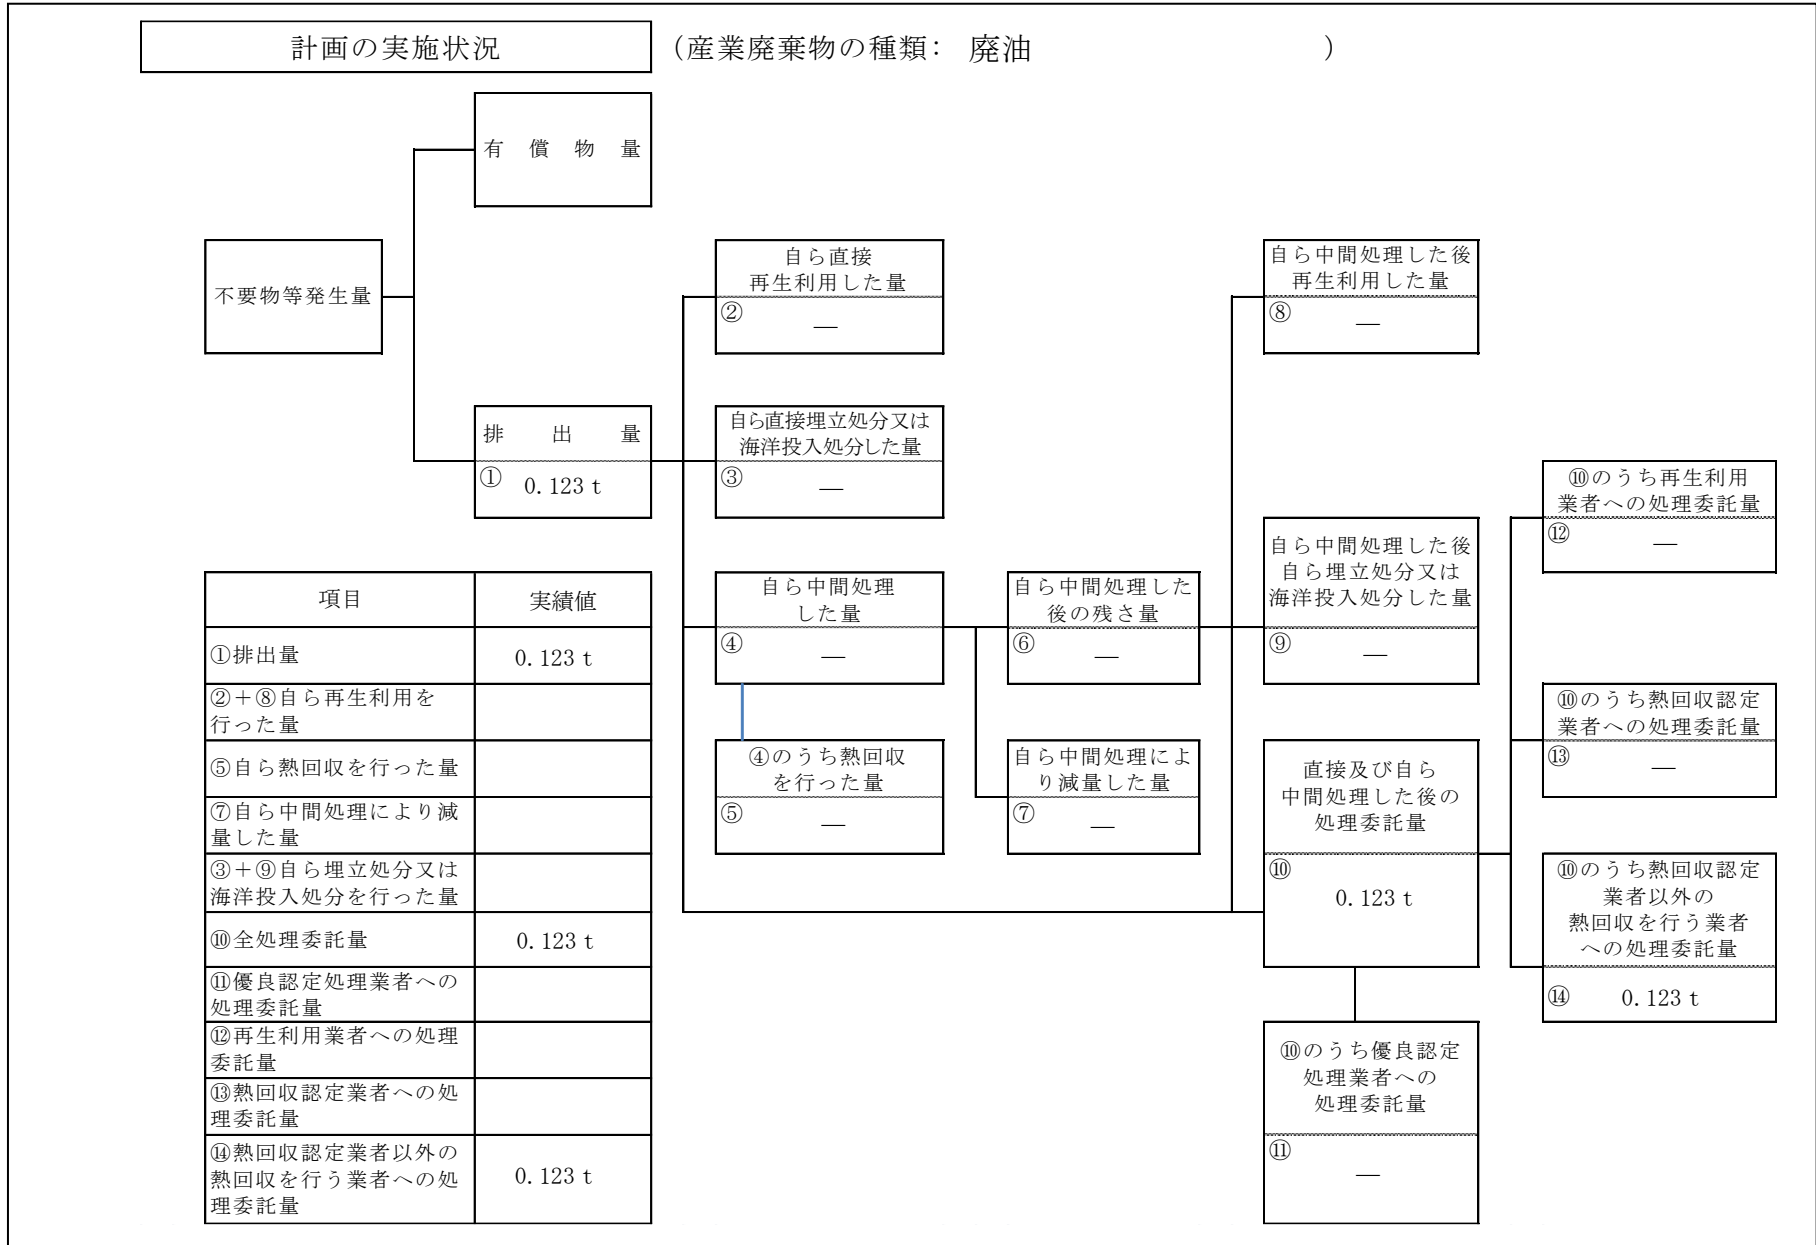 計画の実施状況
（産業廃棄物の種類： 廃油 ）
有償物量
不要物等発生量
排出量
① 0.123 t
自ら直接
再生利用した量
②
—
自ら直接埋立処分又は
海洋投入処分した量
③
—
自ら中間処理
した量
④
—
④のうち熱回収
を行った量
⑤
—
自ら中間処理した
後の残さ量
⑥
—
自ら中間処理によ
り減量した量
⑦
—
自ら中間処理した後
再生利用した量
⑧
—
自ら中間処理した後
自ら埋立処分又は
海洋投入処分した量
⑨
—
直接及び自ら
中間処理した後の
処理委託量
⑩
0.123 t
⑩のうち優良認定
処理業者への
処理委託量
⑪
—
⑩のうち再生利用
業者への処理委託量
⑫
—
⑩のうち熱回収認定
業者への処理委託量
⑬
—
⑩のうち熱回収認定
業者以外の
熱回収を行う業者
への処理委託量
⑭ 0.123 t
項目 実績値
①排出量 0.123 t
②＋⑧自ら再生利用を
行った量
⑤自ら熱回収を行った量
⑦自ら中間処理により減
量した量
③＋⑨自ら埋立処分又は
海洋投入処分を行った量
⑩全処理委託量 0.123 t
⑪優良認定処理業者への
処理委託量
⑫再生利用業者への処理
委託量
⑬熱回収認定業者への処
理委託量
⑭熱回収認定業者以外の
熱回収を行う業者への処
理委託量
0.123 t